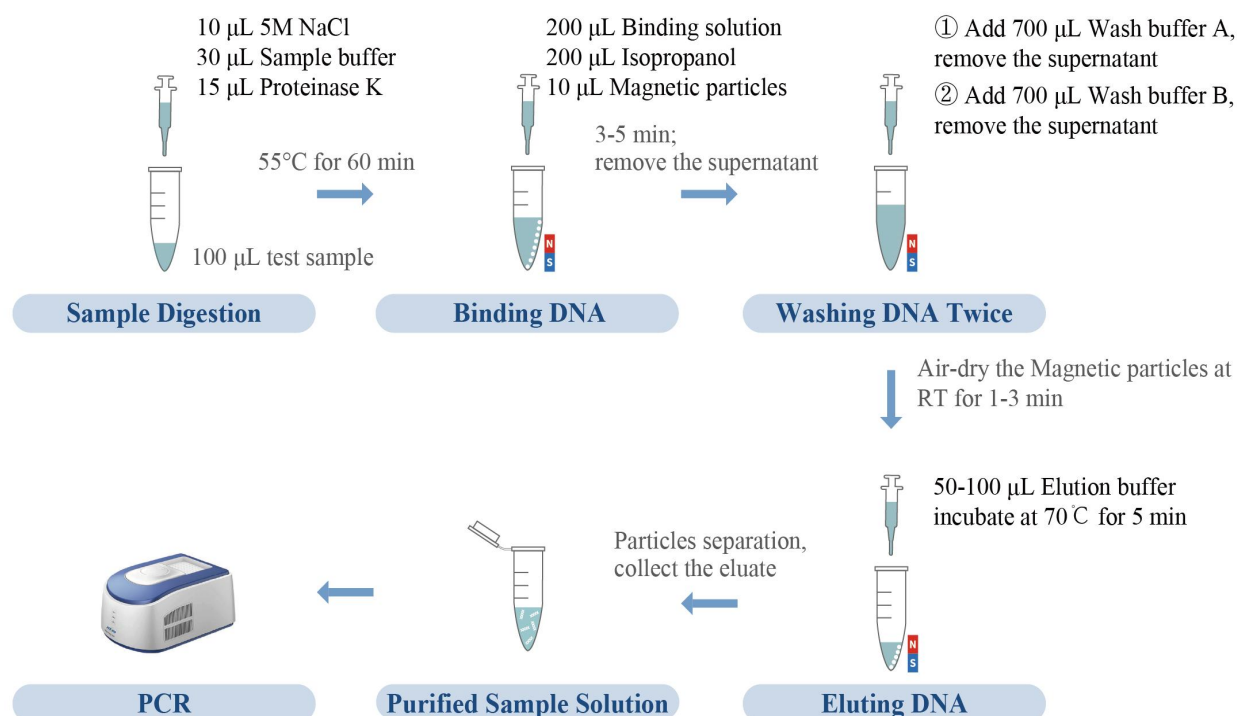 10 μL 5M NaCl
30 μL Sample buffer
15 μL Proteinase K
55°C for 60 min
100 μL test sample
Sample Digestion
200 μL Binding solution
200 μL Isopropanol
10 μL Magnetic particles
3-5 min;
remove the supernatant
N
S
Binding DNA
① Add 700 μL Wash buffer A,
remove the supernatant
② Add 700 μL Wash buffer B,
remove the supernatant
N
S
Washing DNA Twice
Air-dry the Magnetic particles at
RT for 1-3 min
50-100 μL Elution buffer
incubate at 70℃ for 5 min
N
S
Eluting DNA
Particles separation,
collect the eluate
Purified Sample Solution
PCR